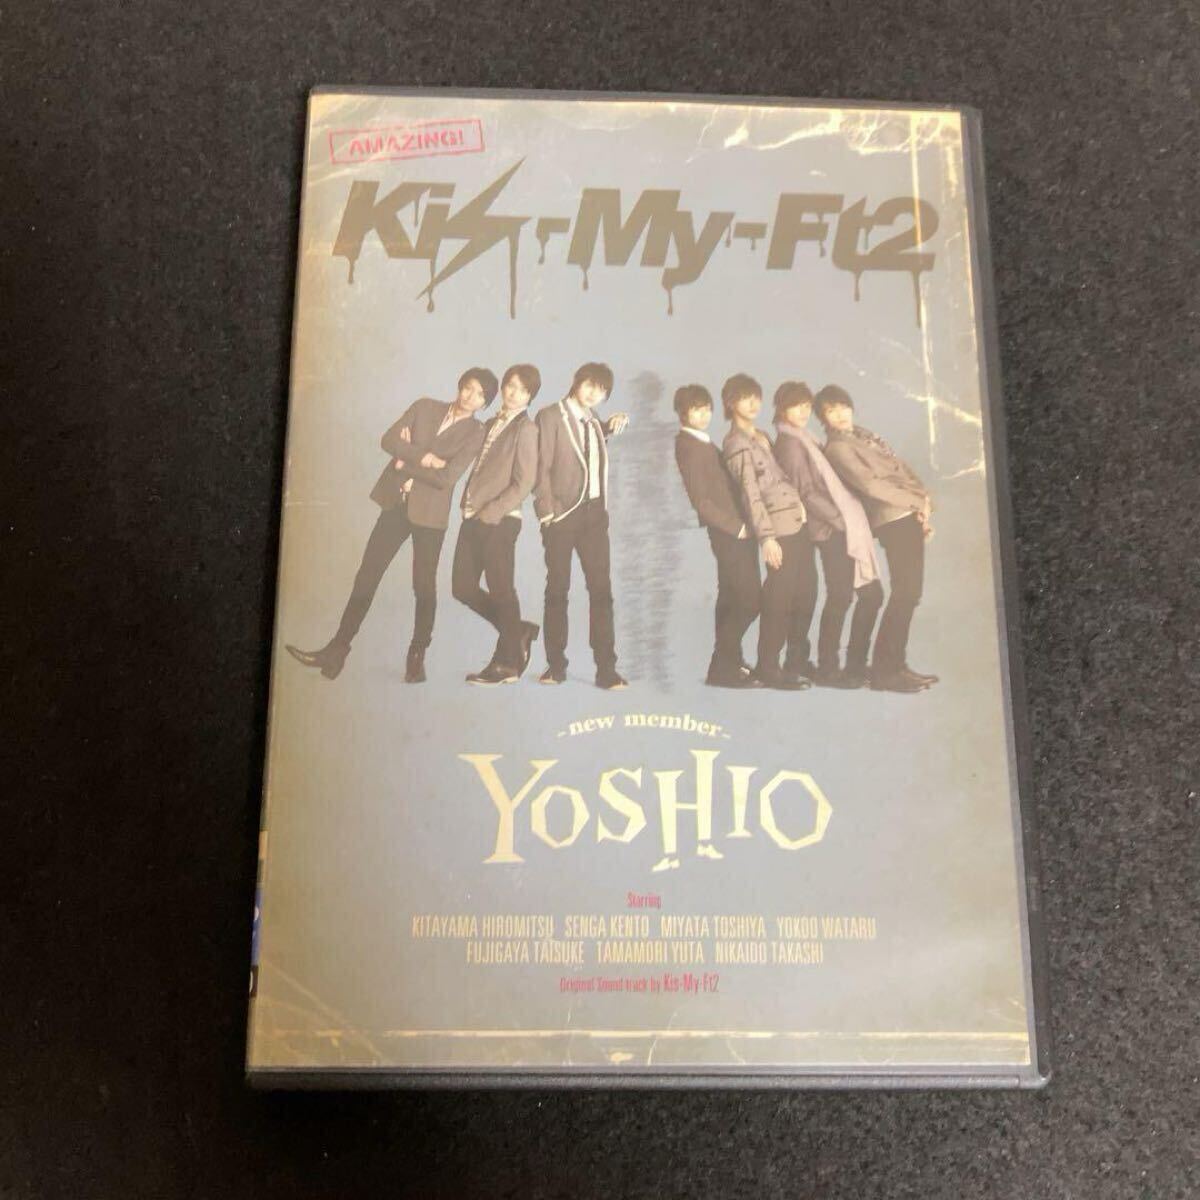 AMAZING!
Kis-My-Ft2
-new member-
YOSHIO
Starring
KITAYAMA HIROMITSU SENGA KENTO MIYATA TOSHIYA YOKOO WATARU
FUJIGAYA TAISUKE TAMAMORI YUTA NIKAIDO TAKASHI
Original Sound track by Kis-My-Ft2